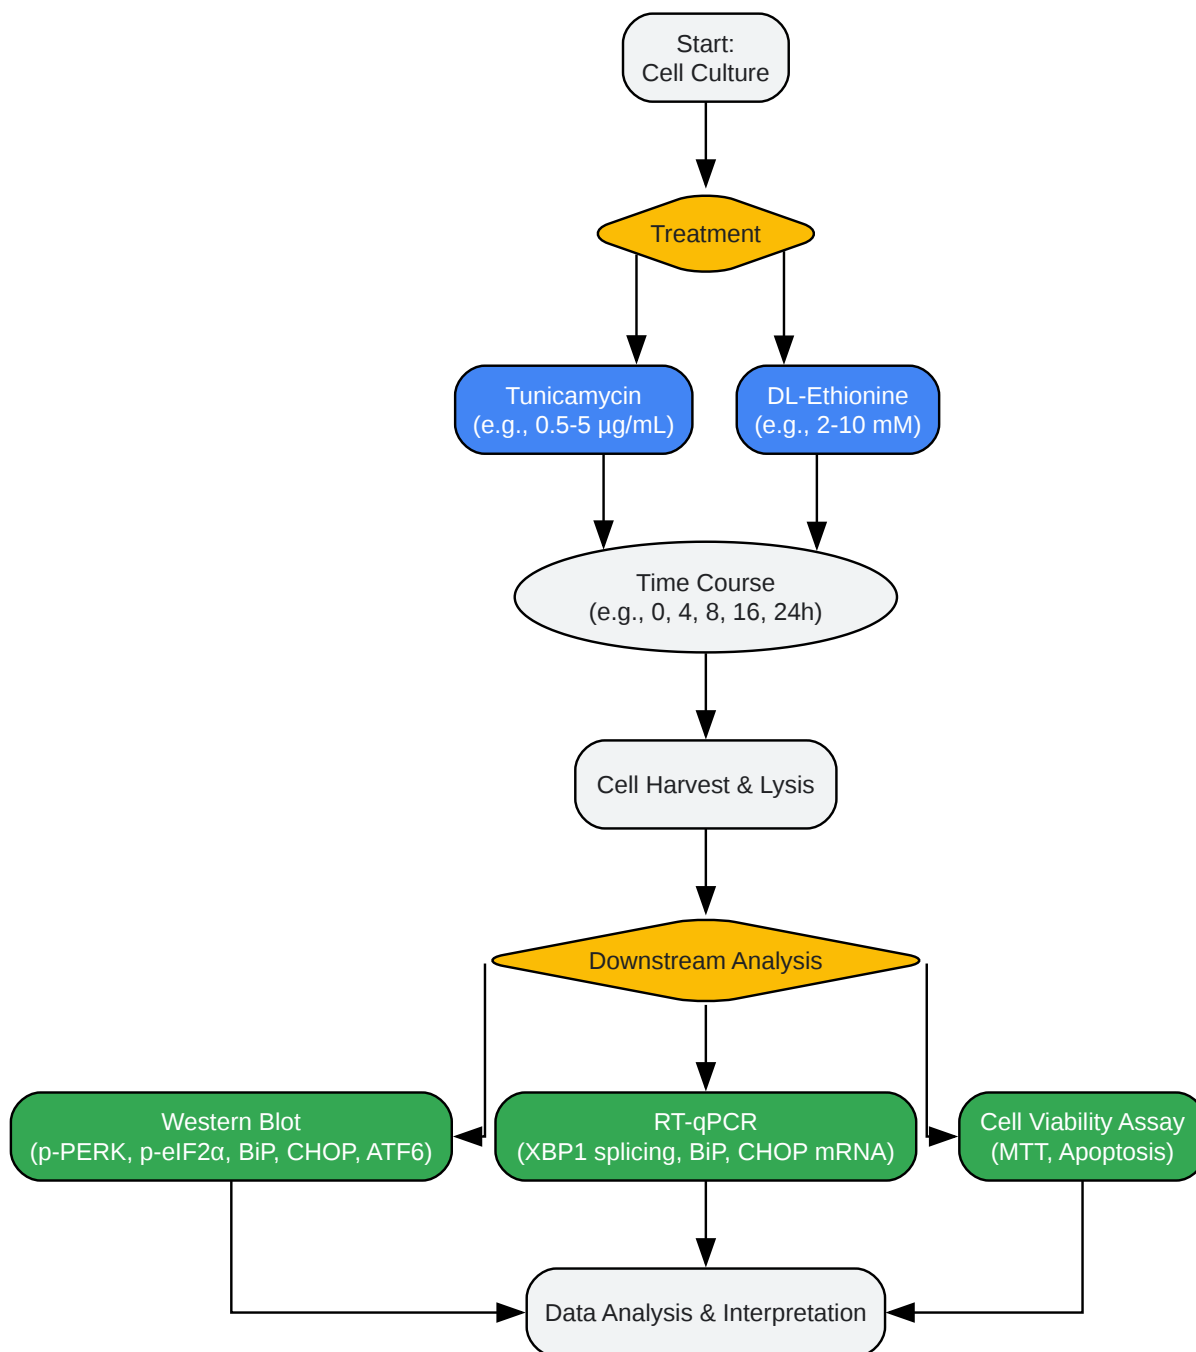 Start:
Cell Culture
Treatment
Tunicamycin
(e.g., 0.5-5 µg/mL)
DL-Ethionine
(e.g., 2-10 mM)
Time Course
(e.g., 0, 4, 8, 16, 24h)
Cell Harvest & Lysis
Downstream Analysis
Western Blot
(p-PERK, p-eIF2α, BiP, CHOP, ATF6)
RT-qPCR
(XBP1 splicing, BiP, CHOP mRNA)
Cell Viability Assay
(MTT, Apoptosis)
Data Analysis & Interpretation